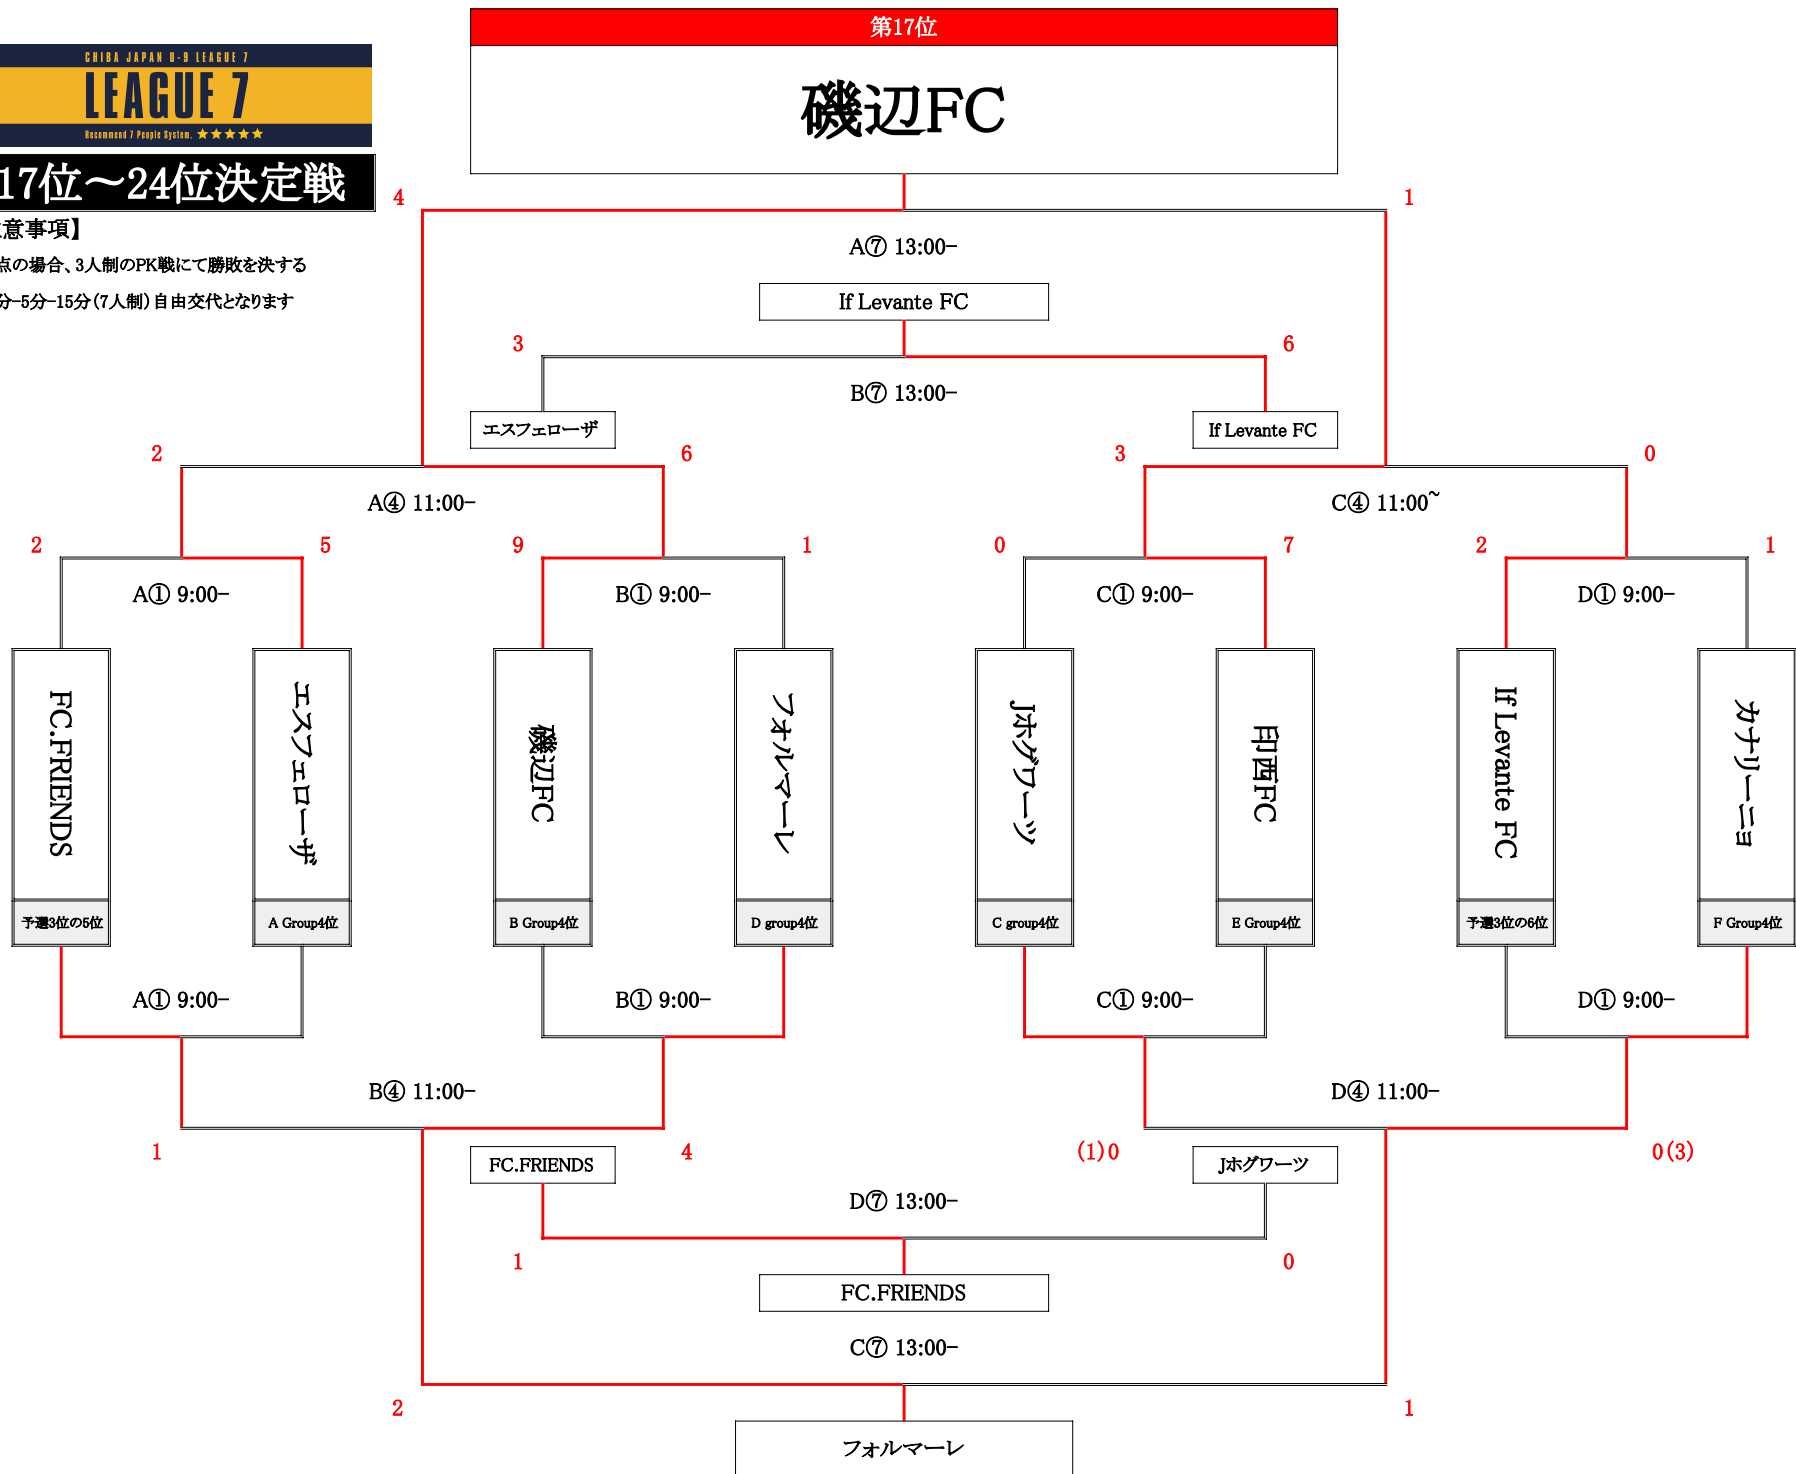 第17位
CHIBA JAPAN U-9 LEAGUE 7
LEAGUE 7
Recommend 7 People System. ★★★★★
磯辺FC
17位～24位決定戦
意事項】
点の場合、3人制のPK戦にて勝敗を決する
分-5分-15分（7人制）自由交代となります
4
1
A⑦ 13:00-
If Levante FC
3
6
B⑦ 13:00-
エスフェローザ
If Levante FC
2
6
3
0
A④ 11:00-
C④ 11:00~
2
5
9
1
0
7
2
1
A① 9:00-
B① 9:00-
C① 9:00-
D① 9:00-
FC.FRIENDS
エスフェローザ
磯辺FC
フォルマーレ
Jホグワーツ
印西FC
If Levante FC
カナリーニョ
予選3位の5位
A Group4位
B Group4位
D group4位
C group4位
E Group4位
予選3位の6位
F Group4位
A① 9:00-
B① 9:00-
C① 9:00-
D① 9:00-
B④ 11:00-
D④ 11:00-
1
4
(1)0
0(3)
FC.FRIENDS
Jホグワーツ
D⑦ 13:00-
1
0
FC.FRIENDS
C⑦ 13:00-
2
1
フォルマーレ